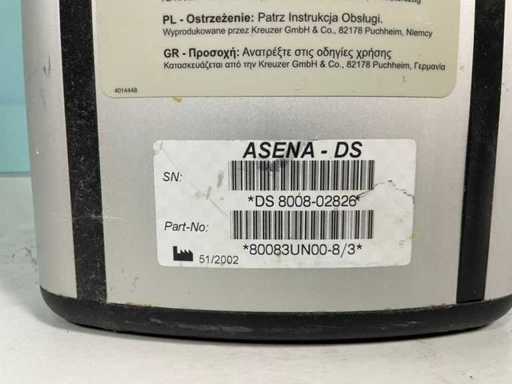 PL - Ostrzeżenie: Patrz Instrukcja Obsługi.
Wyprodukowane przez Kreuzer GmbH & Co., 82178 Puchheim, Niemcy
GR - Προσοχή: Ανατρέξτε στις οδηγίες χρήσης
Κατασκευάζεται από την Kreuzer GmbH & Co., 82178 Puchheim, Γερμανία
ASENA - DS
SN:
*DS 8008-02826*
Part-No:
*80083UN00-8/3*
51/2002